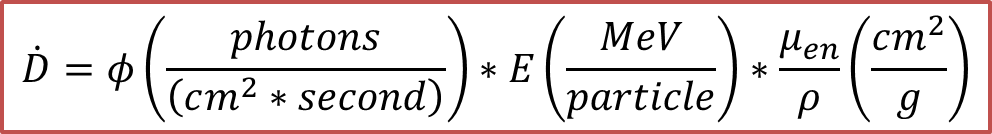 Ḋ = ϕ (photons / (cm² * second)) * E (MeV / particle) * μₑₙ / ρ (cm² / g)